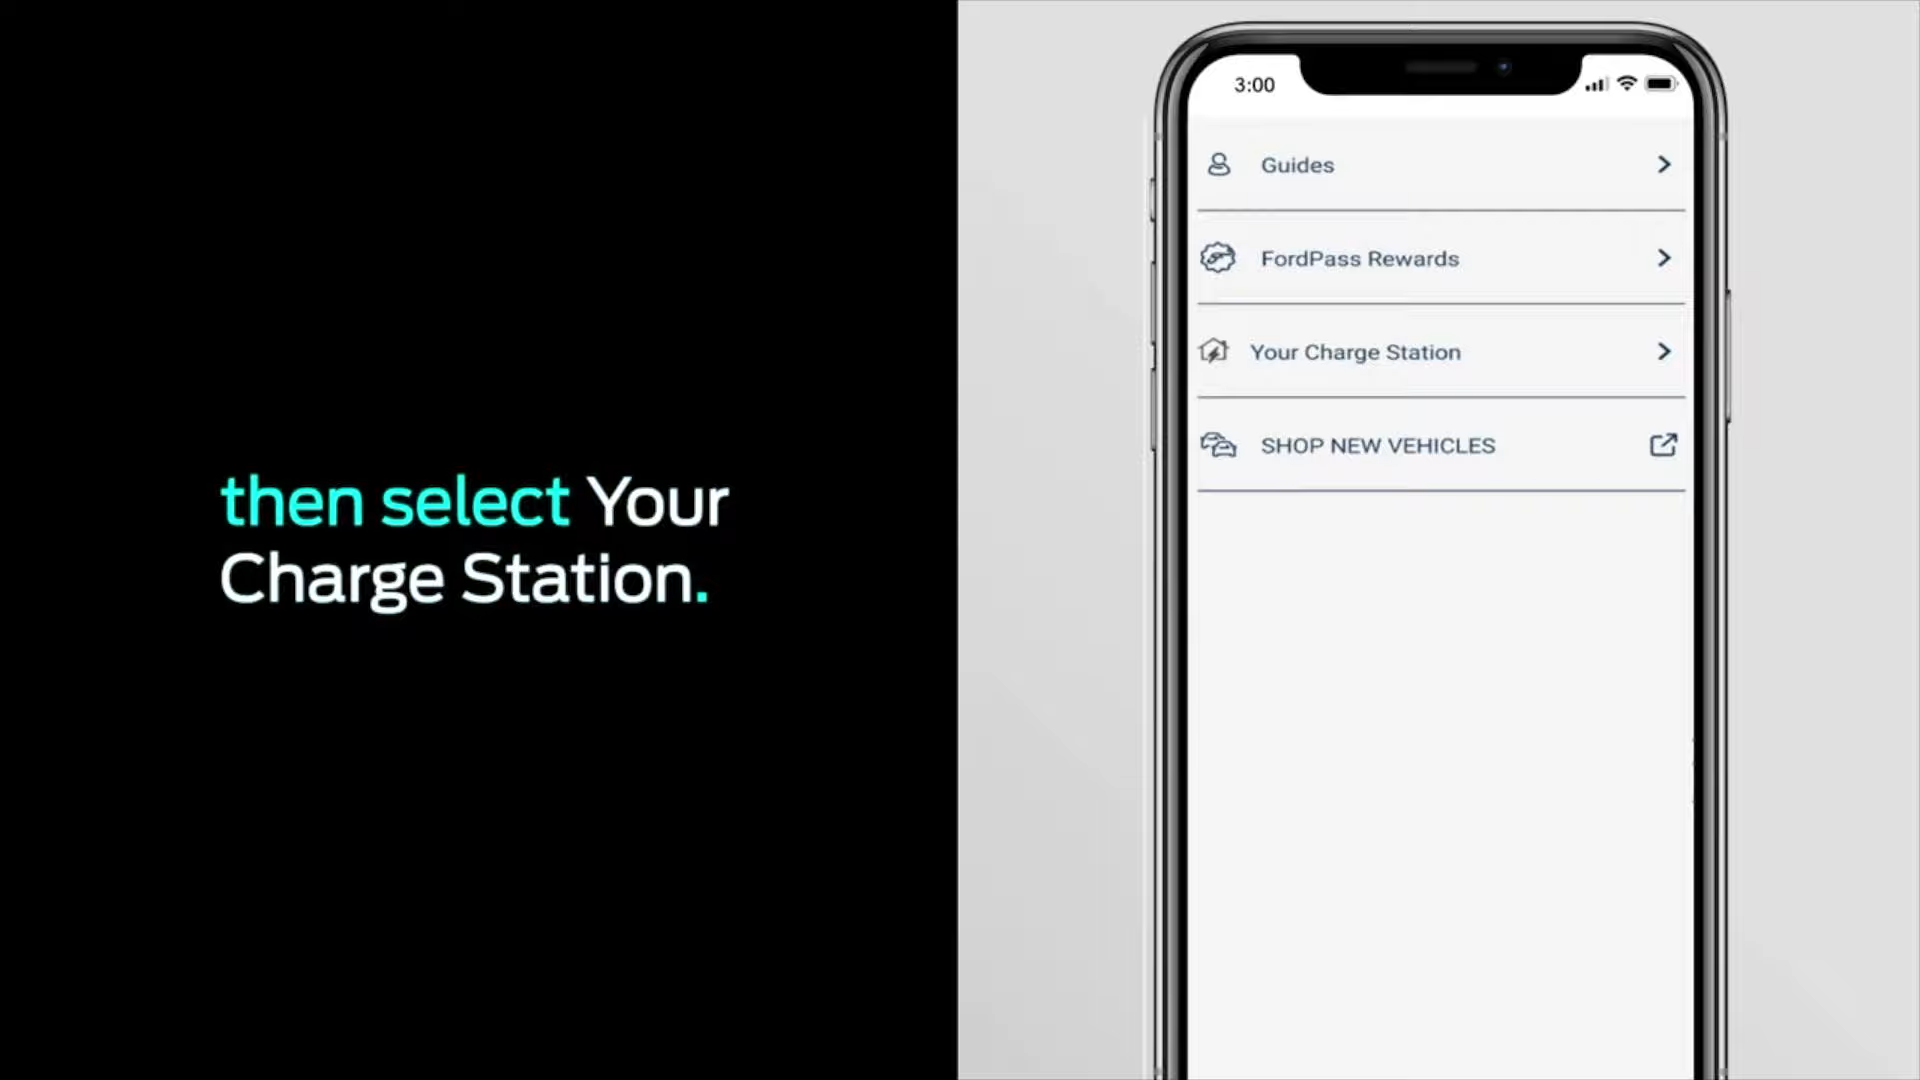 then select Your
Charge Station.
3:00
Guides
FordPass Rewards
Your Charge Station
SHOP NEW VEHICLES